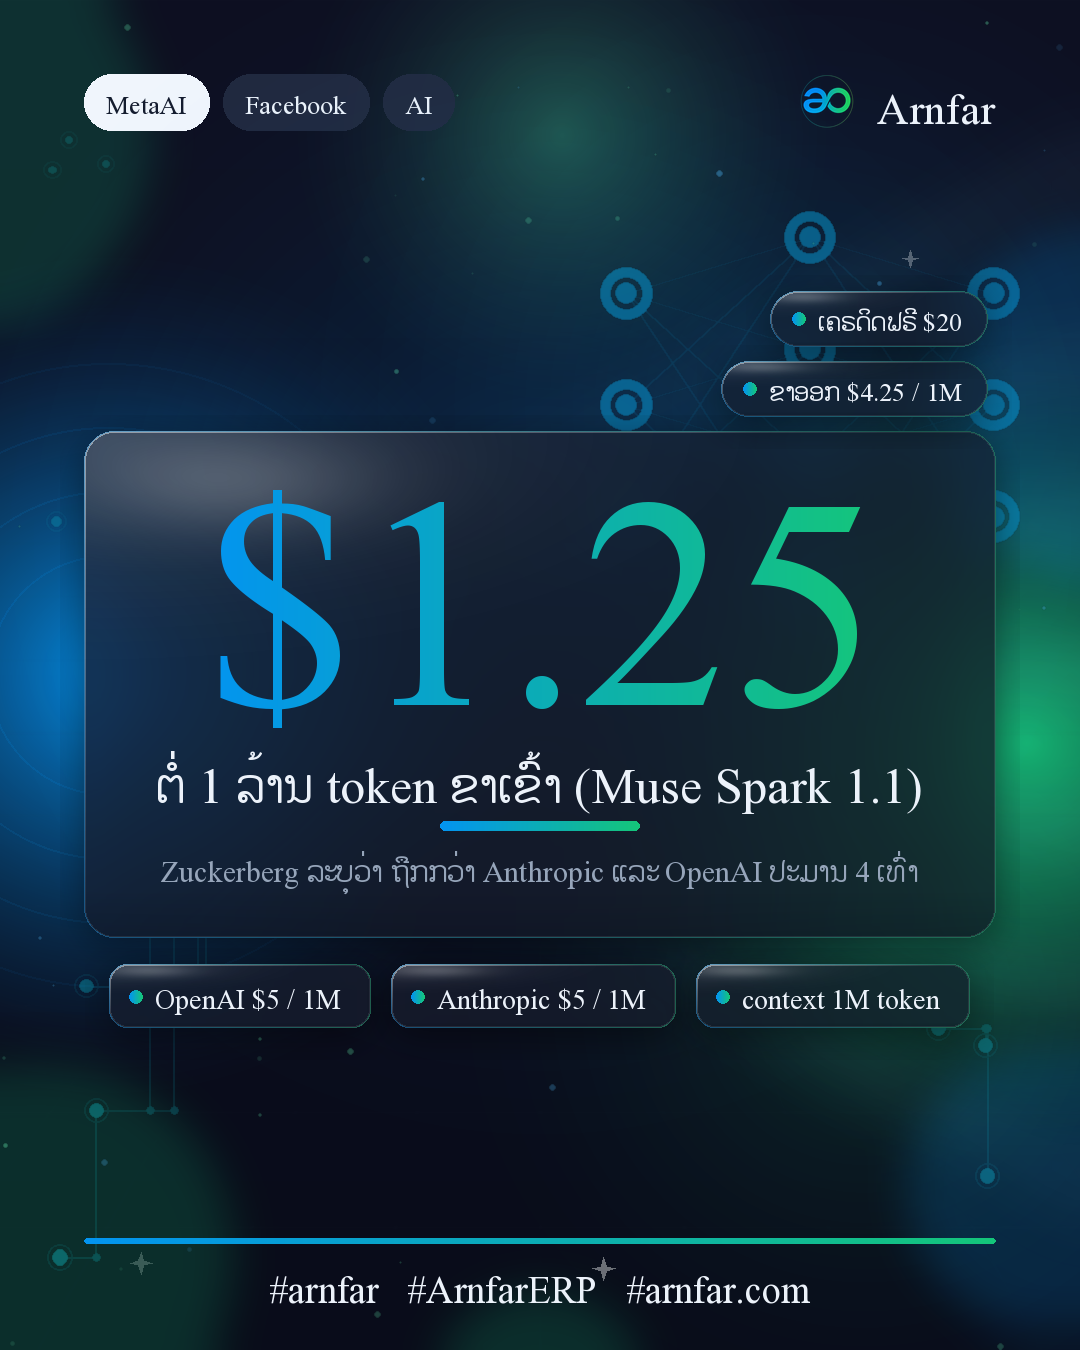 MetaAI Facebook AI
Arnfar
ເຄຣດິດຟຣີ $20
ຂາອອກ $4.25 / 1M
$1.25
ຕໍ່ 1 ລ້ານ token ຂາເຂົ້າ (Muse Spark 1.1)
Zuckerberg ລະບຸວ່າ ຖືກກວ່າ Anthropic ແລະ OpenAI ປະມານ 4 ເທົ່າ
OpenAI $5 / 1M
Anthropic $5 / 1M
context 1M token
#arnfar #ArnfarERP #arnfar.com